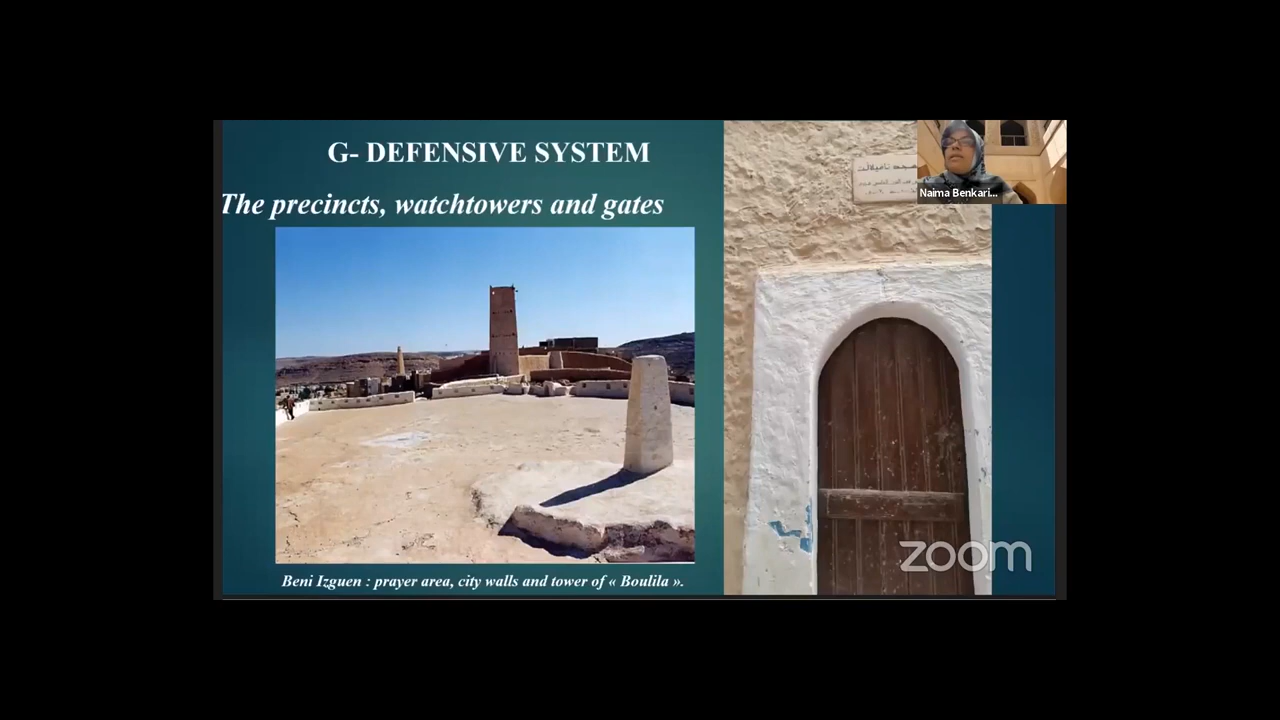 G- DEFENSIVE SYSTEM
The precincts, watchtowers and gates
Naima Benkari...
Beni Izguen : prayer area, city walls and tower of « Boulila ».
zoom